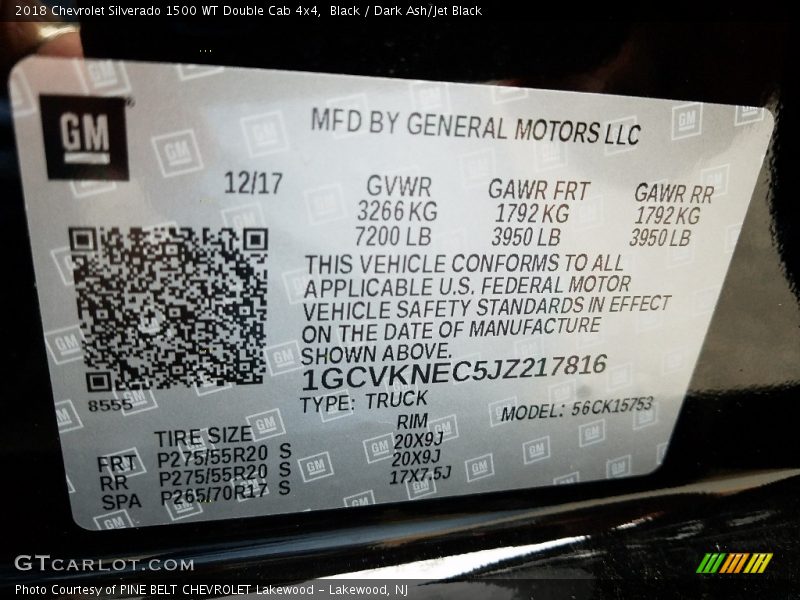 2018 Chevrolet Silverado 1500 WT Double Cab 4x4,  Black / Dark Ash/Jet Black
GM
MFD BY GENERAL MOTORS LLC
12/17
GVWR GAWR FRT GAWR RR
3266 KG 1792 KG 1792 KG
7200 LB 3950 LB 3950 LB
THIS VEHICLE CONFORMS TO ALL
APPLICABLE U.S. FEDERAL MOTOR
VEHICLE SAFETY STANDARDS IN EFFECT
ON THE DATE OF MANUFACTURE
SHOWN ABOVE.
1GCVKNEC5JZ217816
8555
TYPE: TRUCK MODEL: 56CK15753
TIRE SIZE RIM
FRT P275/55R20 S 20X9J
RR P275/55R20 S 20X9J
SPA P265/70R17 S 17X7.5J
GTCARLOT.COM
Photo Courtesy of PINE BELT CHEVROLET Lakewood - Lakewood, NJ